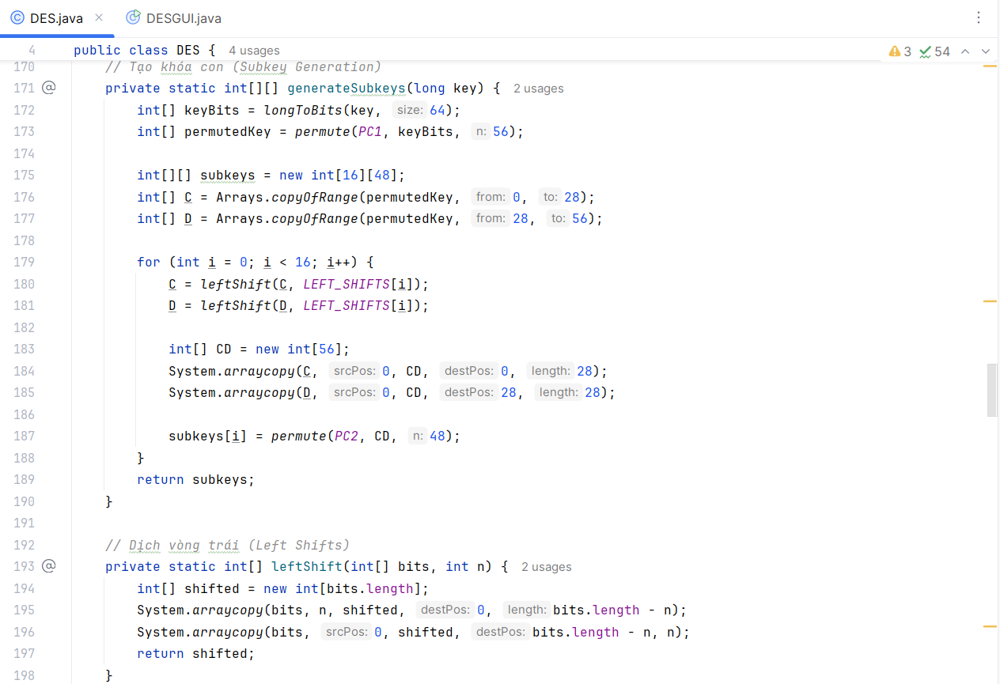 DES.java
DESGUI.java
4 public class DES { 4 usages
3 54
170 // Tạo khóa con (Subkey Generation)
171 @ private static int[][] generateSubkeys(long key) { 2 usages
172 int[] keyBits = longToBits(key, size: 64);
173 int[] permutedKey = permute(PC1, keyBits, n: 56);
174
175 int[][] subkeys = new int[16][48];
176 int[] C = Arrays.copyOfRange(permutedKey, from: 0, to: 28);
177 int[] D = Arrays.copyOfRange(permutedKey, from: 28, to: 56);
178
179 for (int i = 0; i < 16; i++) {
180 C = leftShift(C, LEFT_SHIFTS[i]);
181 D = leftShift(D, LEFT_SHIFTS[i]);
182
183 int[] CD = new int[56];
184 System.arraycopy(C, srcPos: 0, CD, destPos: 0, length: 28);
185 System.arraycopy(D, srcPos: 0, CD, destPos: 28, length: 28);
186
187 subkeys[i] = permute(PC2, CD, n: 48);
188 }
189 return subkeys;
190 }
191
192 // Dịch vòng trái (Left Shifts)
193 @ private static int[] leftShift(int[] bits, int n) { 2 usages
194 int[] shifted = new int[bits.length];
195 System.arraycopy(bits, n, shifted, destPos: 0, length: bits.length - n);
196 System.arraycopy(bits, srcPos: 0, shifted, destPos: bits.length - n, n);
197 return shifted;
198 }